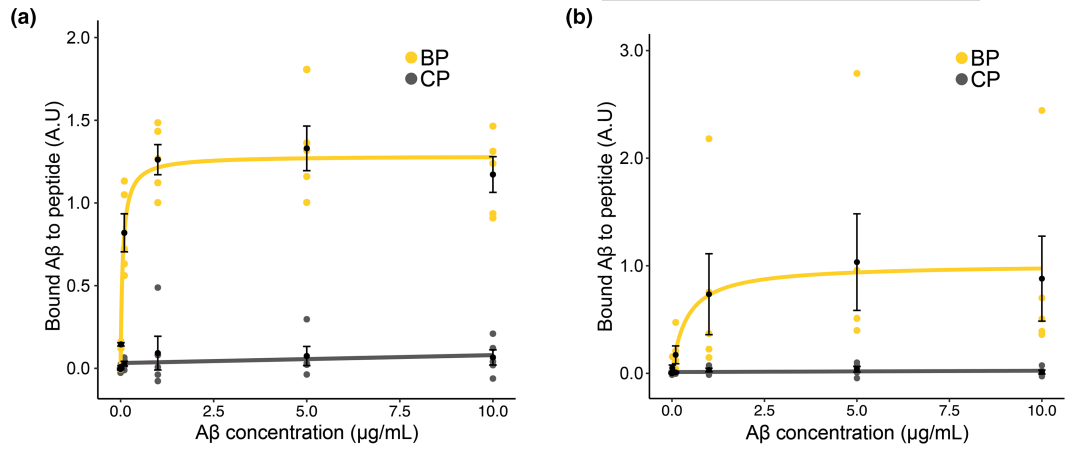 (a)
Bound Aβ to peptide (A.U)
2.0
1.5
1.0
0.5
0.0
BP
CP
0.0 2.5 5.0 7.5 10.0
Aβ concentration (μg/mL)
(b)
Bound Aβ to peptide (A.U)
3.0
2.0
1.0
0.0
BP
CP
0.0 2.5 5.0 7.5 10.0
Aβ concentration (μg/mL)